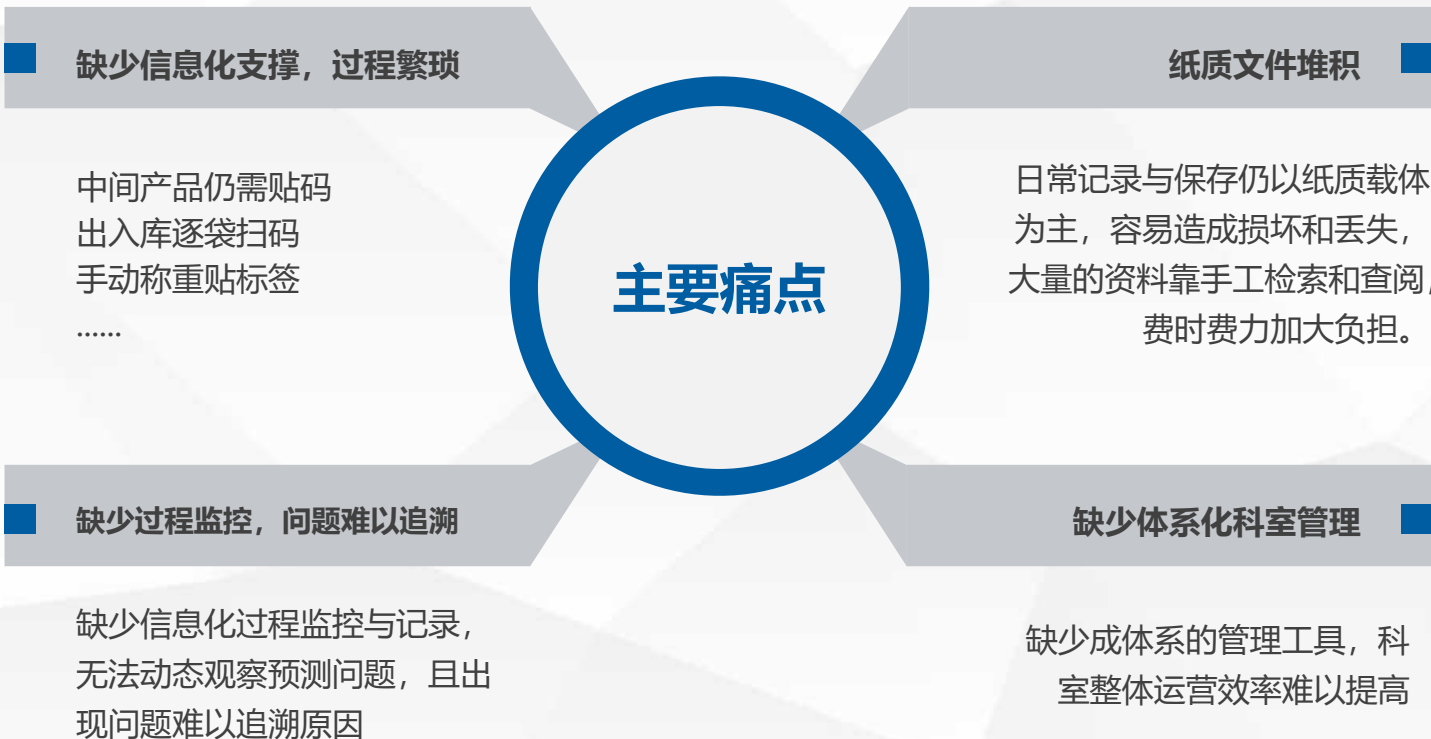 缺少信息化支撑，过程繁琐
中间产品仍需贴码
出入库逐袋扫码
手动称重贴标签
......
纸质文件堆积
日常记录与保存仍以纸质载体
为主，容易造成损坏和丢失，
大量的资料靠手工检索和查阅，
费时费力加大负担。
主要痛点
缺少过程监控，问题难以追溯
缺少信息化过程监控与记录，
无法动态观察预测问题，且出
现问题难以追溯原因
缺少体系化科室管理
缺少成体系的管理工具，科
室整体运营效率难以提高